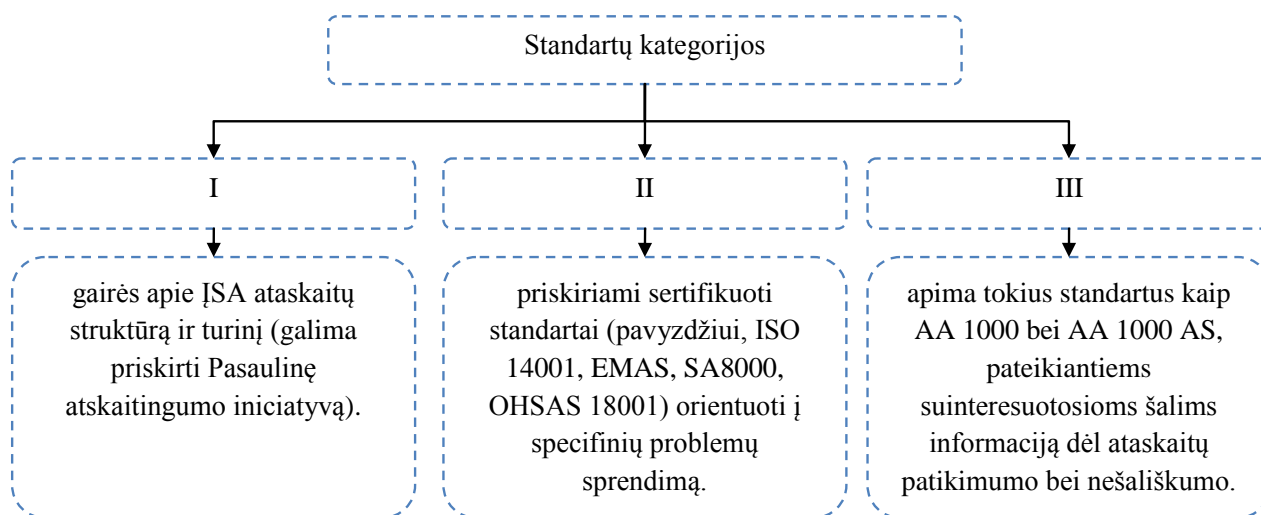 Standartų kategorijos
I
II
III
gairės apie ĮSA ataskaitų
struktūrą ir turinį (galima
priskirti Pasaulinę
atskaitingumo iniciatyvą).
priskiriami sertifikuoti
standartai (pavyzdžiui, ISO
14001, EMAS, SA8000,
OHSAS 18001) orientuoti į
specifinių problemų
sprendimą.
apima tokius standartus kaip
AA 1000 bei AA 1000 AS,
pateikiantiems
suinteresuotosioms šalims
informaciją dėl ataskaitų
patikimumo bei nešališkumo.